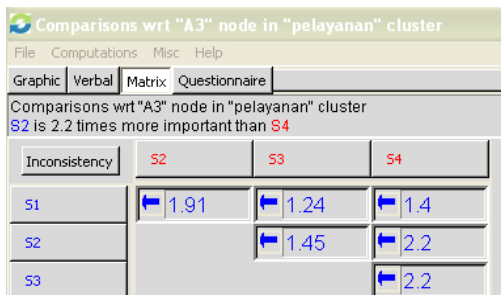 Comparisons wrt "A3" node in "pelayanan" cluster
File Computations Misc Help
Graphic Verbal Matrix Questionnaire
Comparisons wrt "A3" node in "pelayanan" cluster
S2 is 2.2 times more important than S4
Inconsistency S2 S3 S4
S1 1.91 1.24 1.4
S2 1.45 2.2
S3 2.2